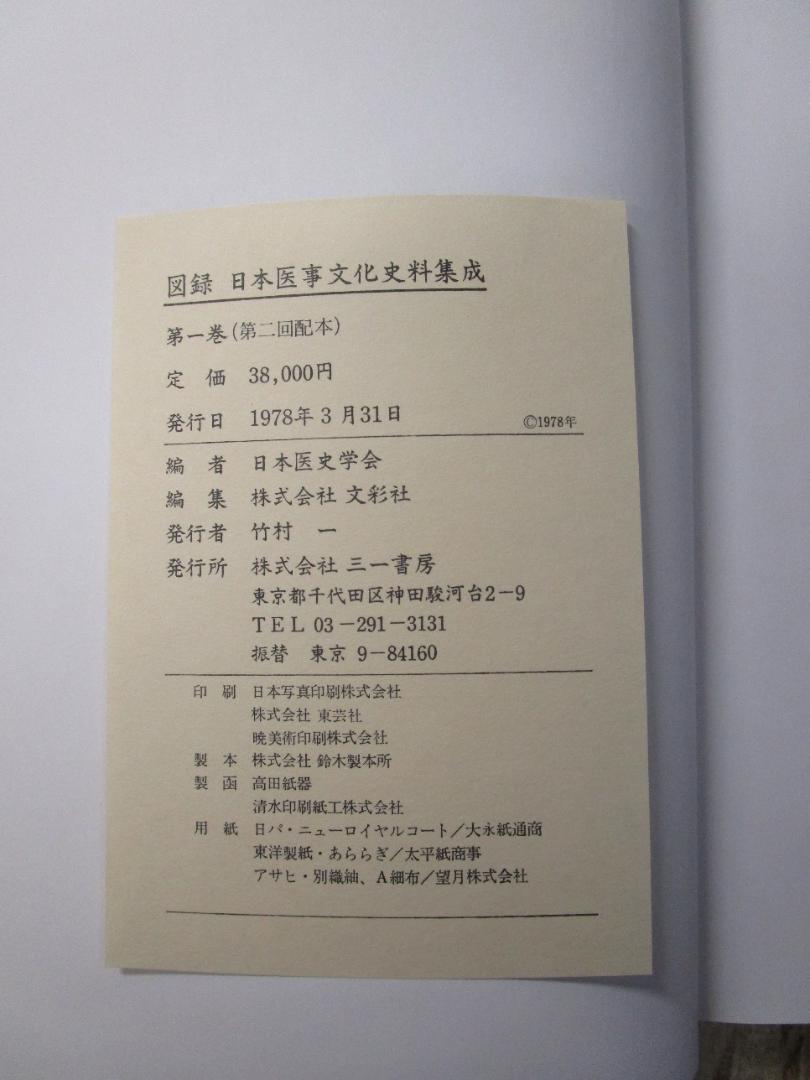 図録 日本医事文化史料集成
第一巻(第二回配本)
定 価 38,000円
発行日 1978年3月31日 ©1978年
編 者 日本医史学会
編 集 株式会社 文彩社
発行者 竹村 一
発行所 株式会社 三一書房
東京都千代田区神田駿河台2-9
TEL 03-291-3131
振替 東京 9-84160
印 刷 日本写真印刷株式会社
株式会社 東芸社
暁美術印刷株式会社
製 本 株式会社 鈴木製本所
製 函 高田紙器
清水印刷紙工株式会社
用 紙 日パ・ニューロイヤルコート/大永紙通商
東洋製紙・あららぎ/太平紙商事
アサヒ・別織紬、A細布/望月株式会社